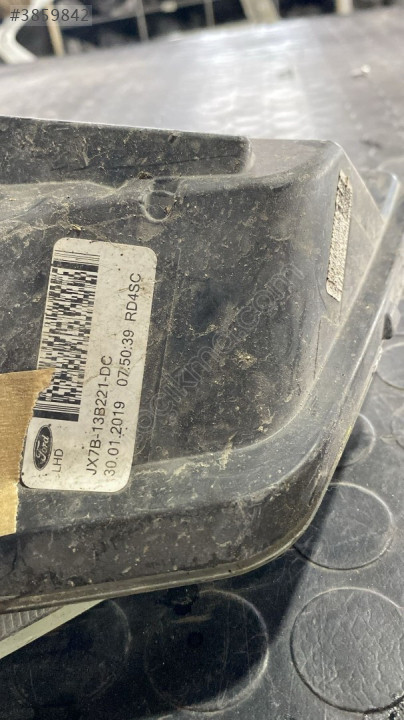 #3859842
JX7B-13B221-DC
30.01.2019 07:50:39 RD4SC
Ford
LHD